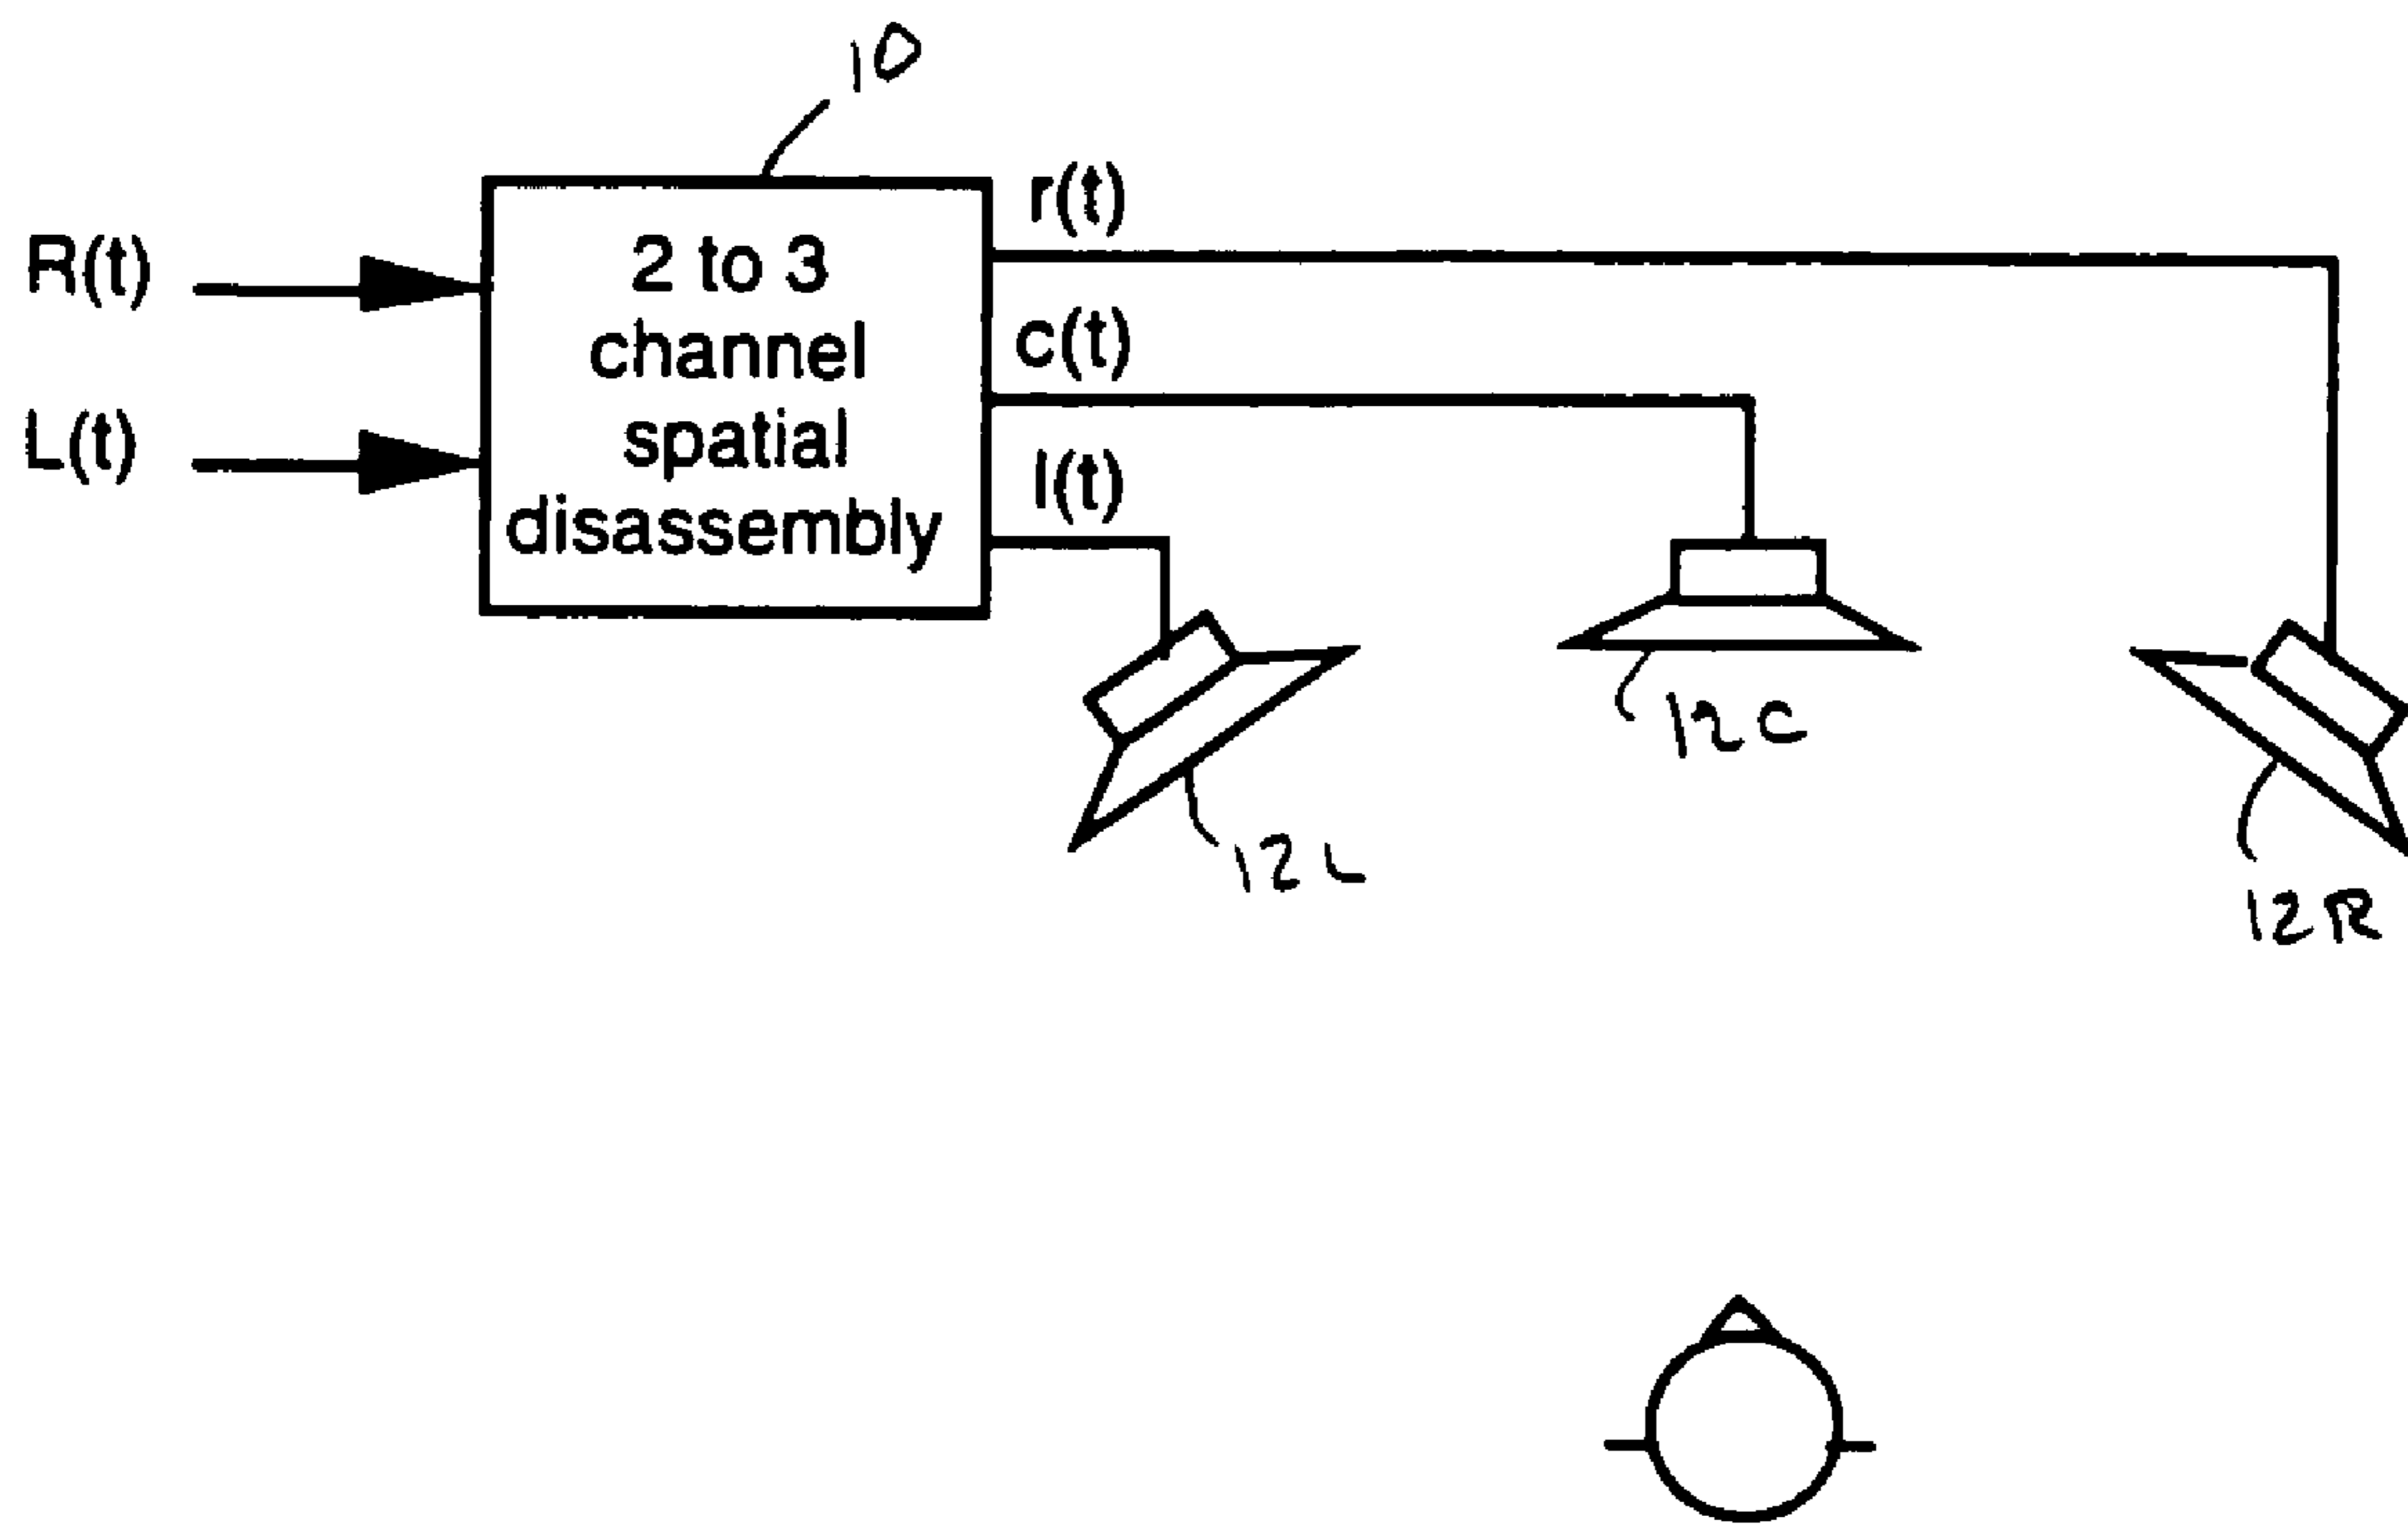 10
R(t)
L(t)
2 to 3
channel
spatial
disassembly
r(t)
c(t)
l(t)
12L
12C
12R